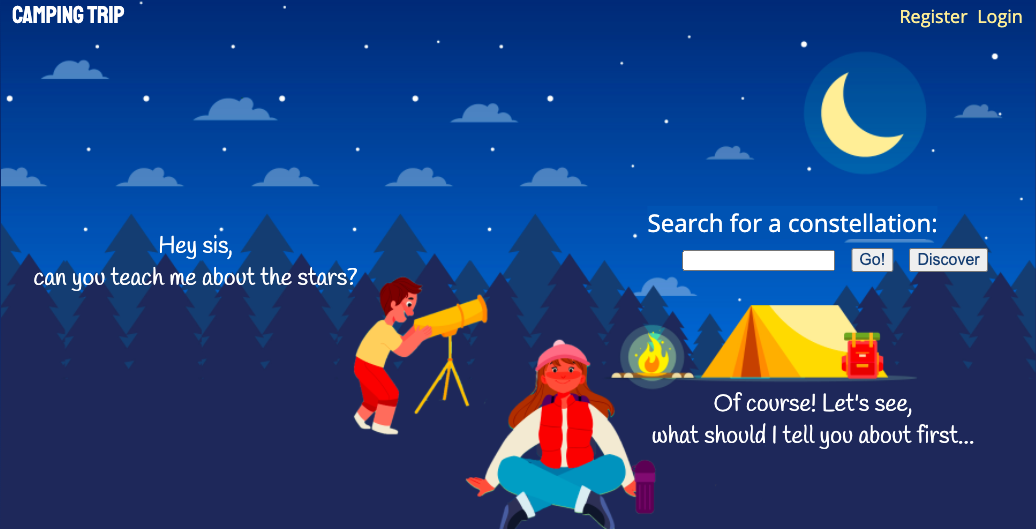 CAMPING TRIP
Register Login
Search for a constellation:
Go! Discover
Hey sis,
can you teach me about the stars?
Of course! Let's see,
what should I tell you about first...